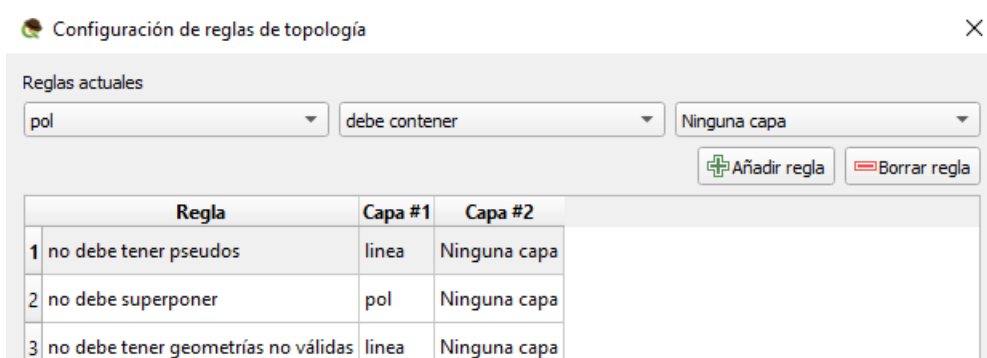 Configuración de reglas de topología
Reglas actuales
pol debe contener Ninguna capa
Añadir regla Borrar regla
Regla Capa #1 Capa #2
1 no debe tener pseudos linea Ninguna capa
2 no debe superponer pol Ninguna capa
3 no debe tener geometrías no válidas linea Ninguna capa